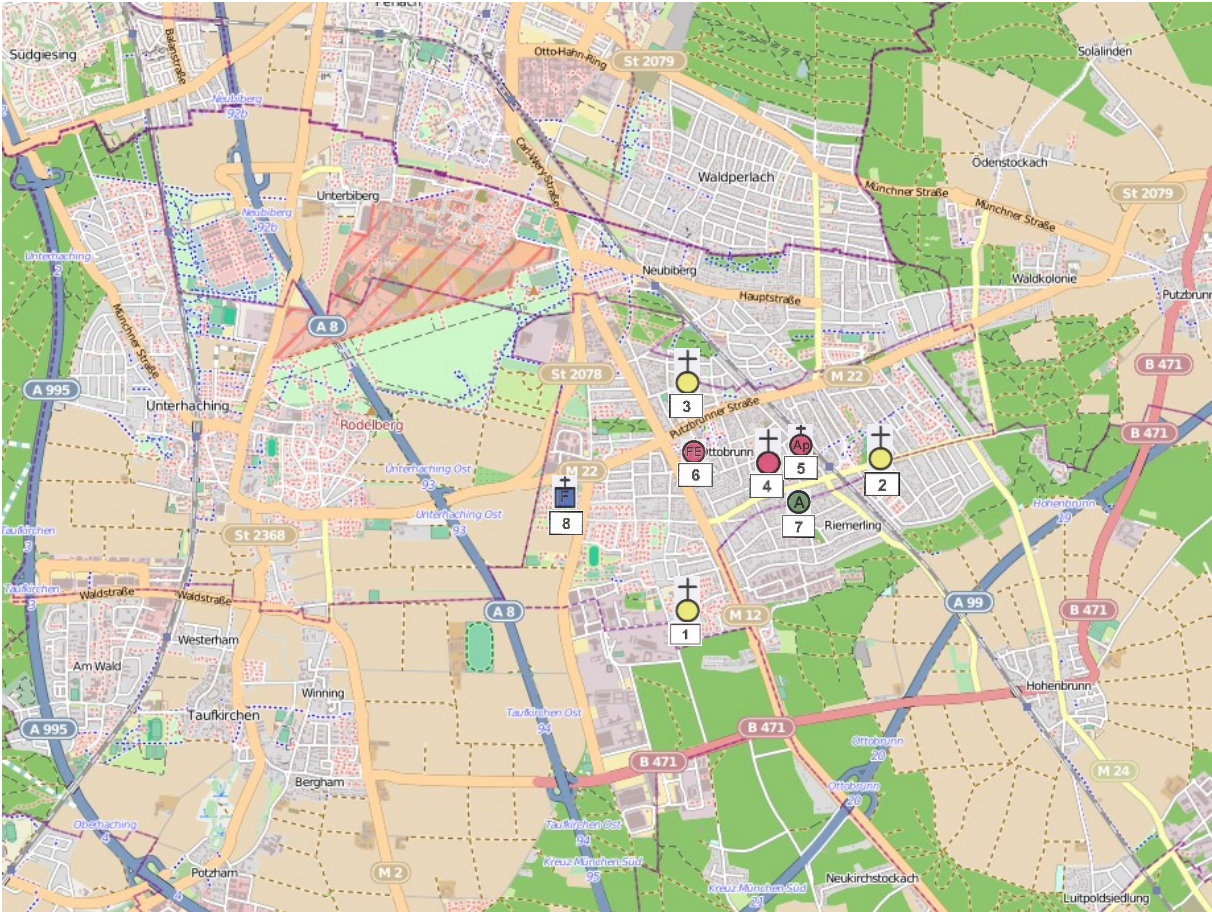 Perlach
Südgiesing
Balanstraße
Otto-Hahn-Ring
St 2079
Solalinden
Neubiberg
92b
Carl-Wery-Straße
Ödenstockach
Waldperlach
Münchner Straße
St 2079
Unterbiberg
Münchner Straße
Neubiberg
92b
Unterhaching
Neubiberg
Waldkolonie
Putzbrunn
Hauptstraße
Münchner Straße
A 8
St 2078
M 22
B 471
A 995
Unterhaching
3
Putzbrunner Straße
Rodelberg
B 471
FE
Ottobrunn
Ap
6
4
5
2
Unterhaching Ost
93
M 22
F
A
Unterhaching Ost
93
8
7
Riemerling
Hohenbrunn
19
Taufkirchen
3
St 2368
Taufkirchen
3
Waldstraße
Waldstraße
A 8
A 99
B 471
M 12
1
Westerham
Am Wald
Winning
Hohenbrunn
Taufkirchen
Taufkirchen Ost
94
A 995
B 471
Ottobrunn
20
B 471
M 24
Bergham
Ottobrunn
20
Oberhaching
4
Taufkirchen Ost
94
Kreuz München Süd
95
4
Potzham
M 2
Neukirchstockach
Kreuz München Süd
21
Luitpoldsiedlung